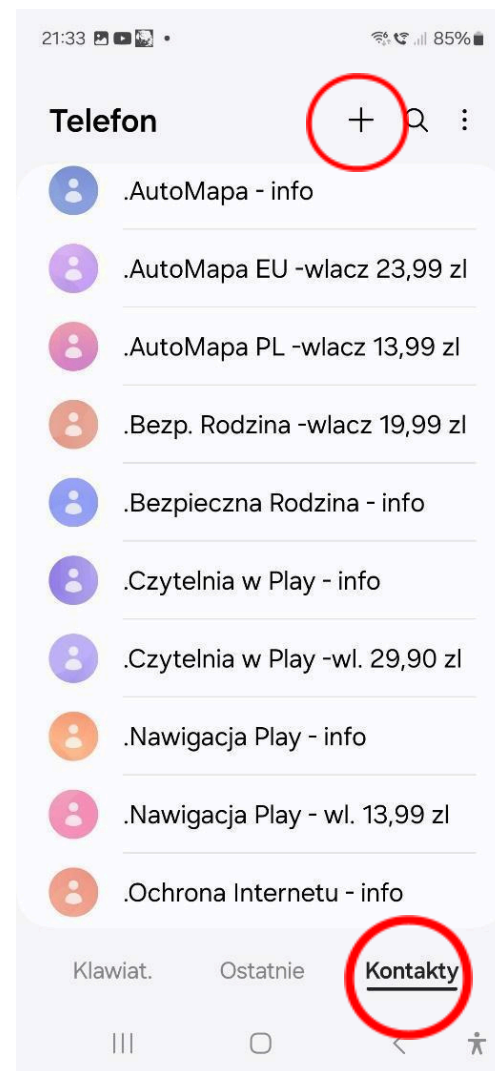 21:33
85%
Telefon
.AutoMapa - info
.AutoMapa EU -wlacz 23,99 zl
.AutoMapa PL -wlacz 13,99 zl
.Bezp. Rodzina -wlacz 19,99 zl
.Bezpieczna Rodzina - info
.Czytelnia w Play - info
.Czytelnia w Play -wl. 29,90 zl
.Nawigacja Play - info
.Nawigacja Play - wl. 13,99 zl
.Ochrona Internetu - info
Klawiat.
Ostatnie
Kontakty